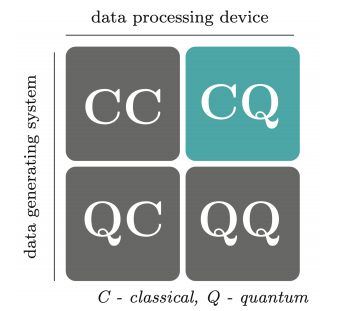 data processing device
data generating system
CC CQ
QC QQ
C - classical, Q - quantum